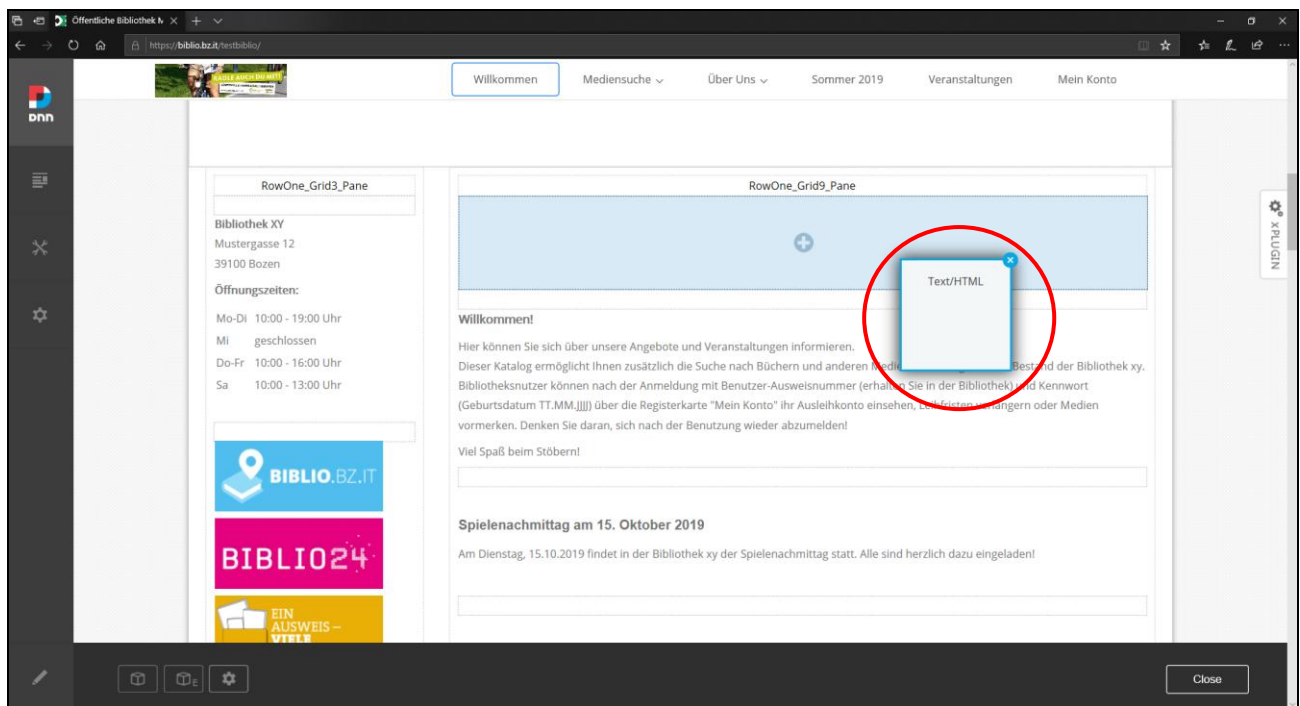 Öffentliche Bibliothek
https://biblio.bz.it/testbiblio/
RADLE AUCH DU MIT!
Willkommen Mediensuche Über Uns Sommer 2019 Veranstaltungen Mein Konto
DNN
RowOne_Grid3_Pane
RowOne_Grid9_Pane
Bibliothek XY
Mustergasse 12
39100 Bozen
Öffnungszeiten:
Mo-Di 10:00 - 19:00 Uhr
Mi geschlossen
Do-Fr 10:00 - 16:00 Uhr
Sa 10:00 - 13:00 Uhr
BIBLIO.BZ.IT
BIBLIO24
EIN
AUSWEIS –
VIELE
Text/HTML
Willkommen!
Hier können Sie sich über unsere Angebote und Veranstaltungen informieren.
Dieser Katalog ermöglicht Ihnen zusätzlich die Suche nach Büchern und anderen Bestand der Bibliothek xy.
Bibliotheksnutzer können nach der Anmeldung mit Benutzer-Ausweisnummer (erhalten Sie in der Bibliothek) und Kennwort
(Geburtsdatum TT.MM.JJJJ) über die Registerkarte "Mein Konto" ihr Ausleihkonto einsehen, Leihfristen verlängern oder Medien
vormerken. Denken Sie daran, sich nach der Benutzung wieder abzumelden!
Viel Spaß beim Stöbern!
Spielenachmittag am 15. Oktober 2019
Am Dienstag, 15.10.2019 findet in der Bibliothek xy der Spielenachmittag statt. Alle sind herzlich dazu eingeladen!
XPLUGIN
E
Close